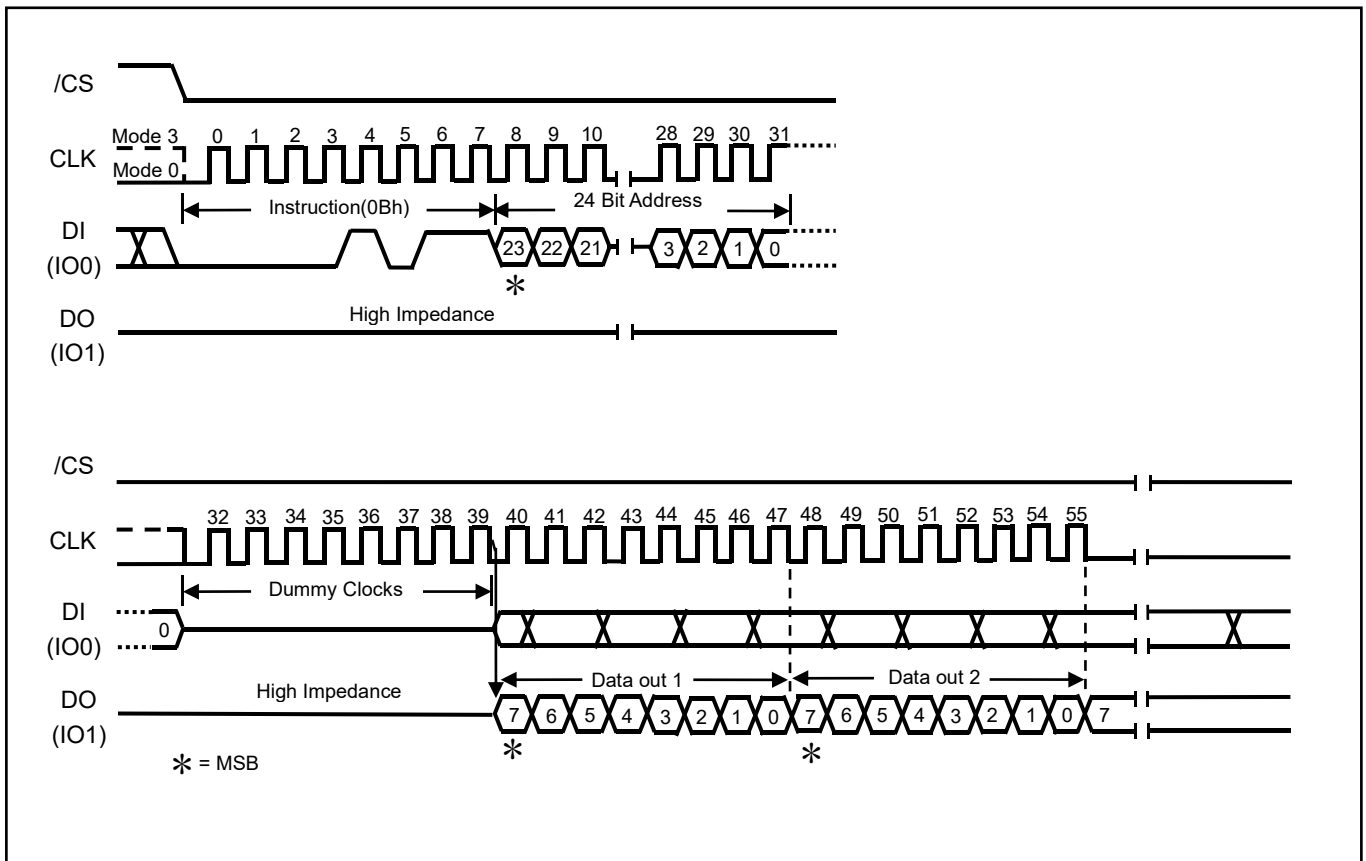 /CS
Mode 3 0 1 2 3 4 5 6 7 8 9 10 28 29 30 31
CLK
Mode 0
Instruction(0Bh) 24 Bit Address
DI
(IO0)
23 22 21 3 2 1 0
*
DO
(IO1)
High Impedance
/CS
32 33 34 35 36 37 38 39 40 41 42 43 44 45 46 47 48 49 50 51 52 53 54 55
CLK
Dummy Clocks
DI
(IO0)
0
Data out 1 Data out 2
High Impedance
DO
(IO1)
7 6 5 4 3 2 1 0 7 6 5 4 3 2 1 0 7
* *
* = MSB